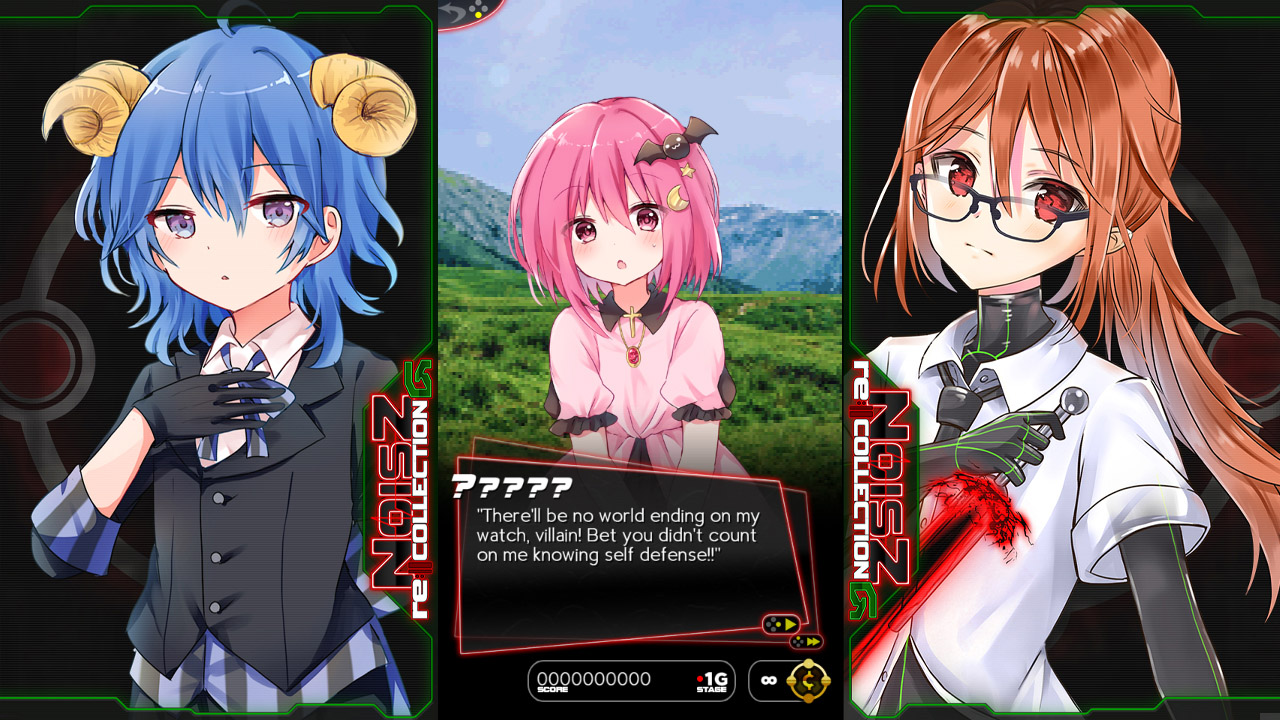 ?????
"There'll be no world ending on my
watch, villain! Bet you didn't count
on me knowing self defense!!"
0000000000
SCORE
1G
STAGE
∞
NOISZ
re:|| COLLECTION G
NOISZ
re:|| COLLECTION G